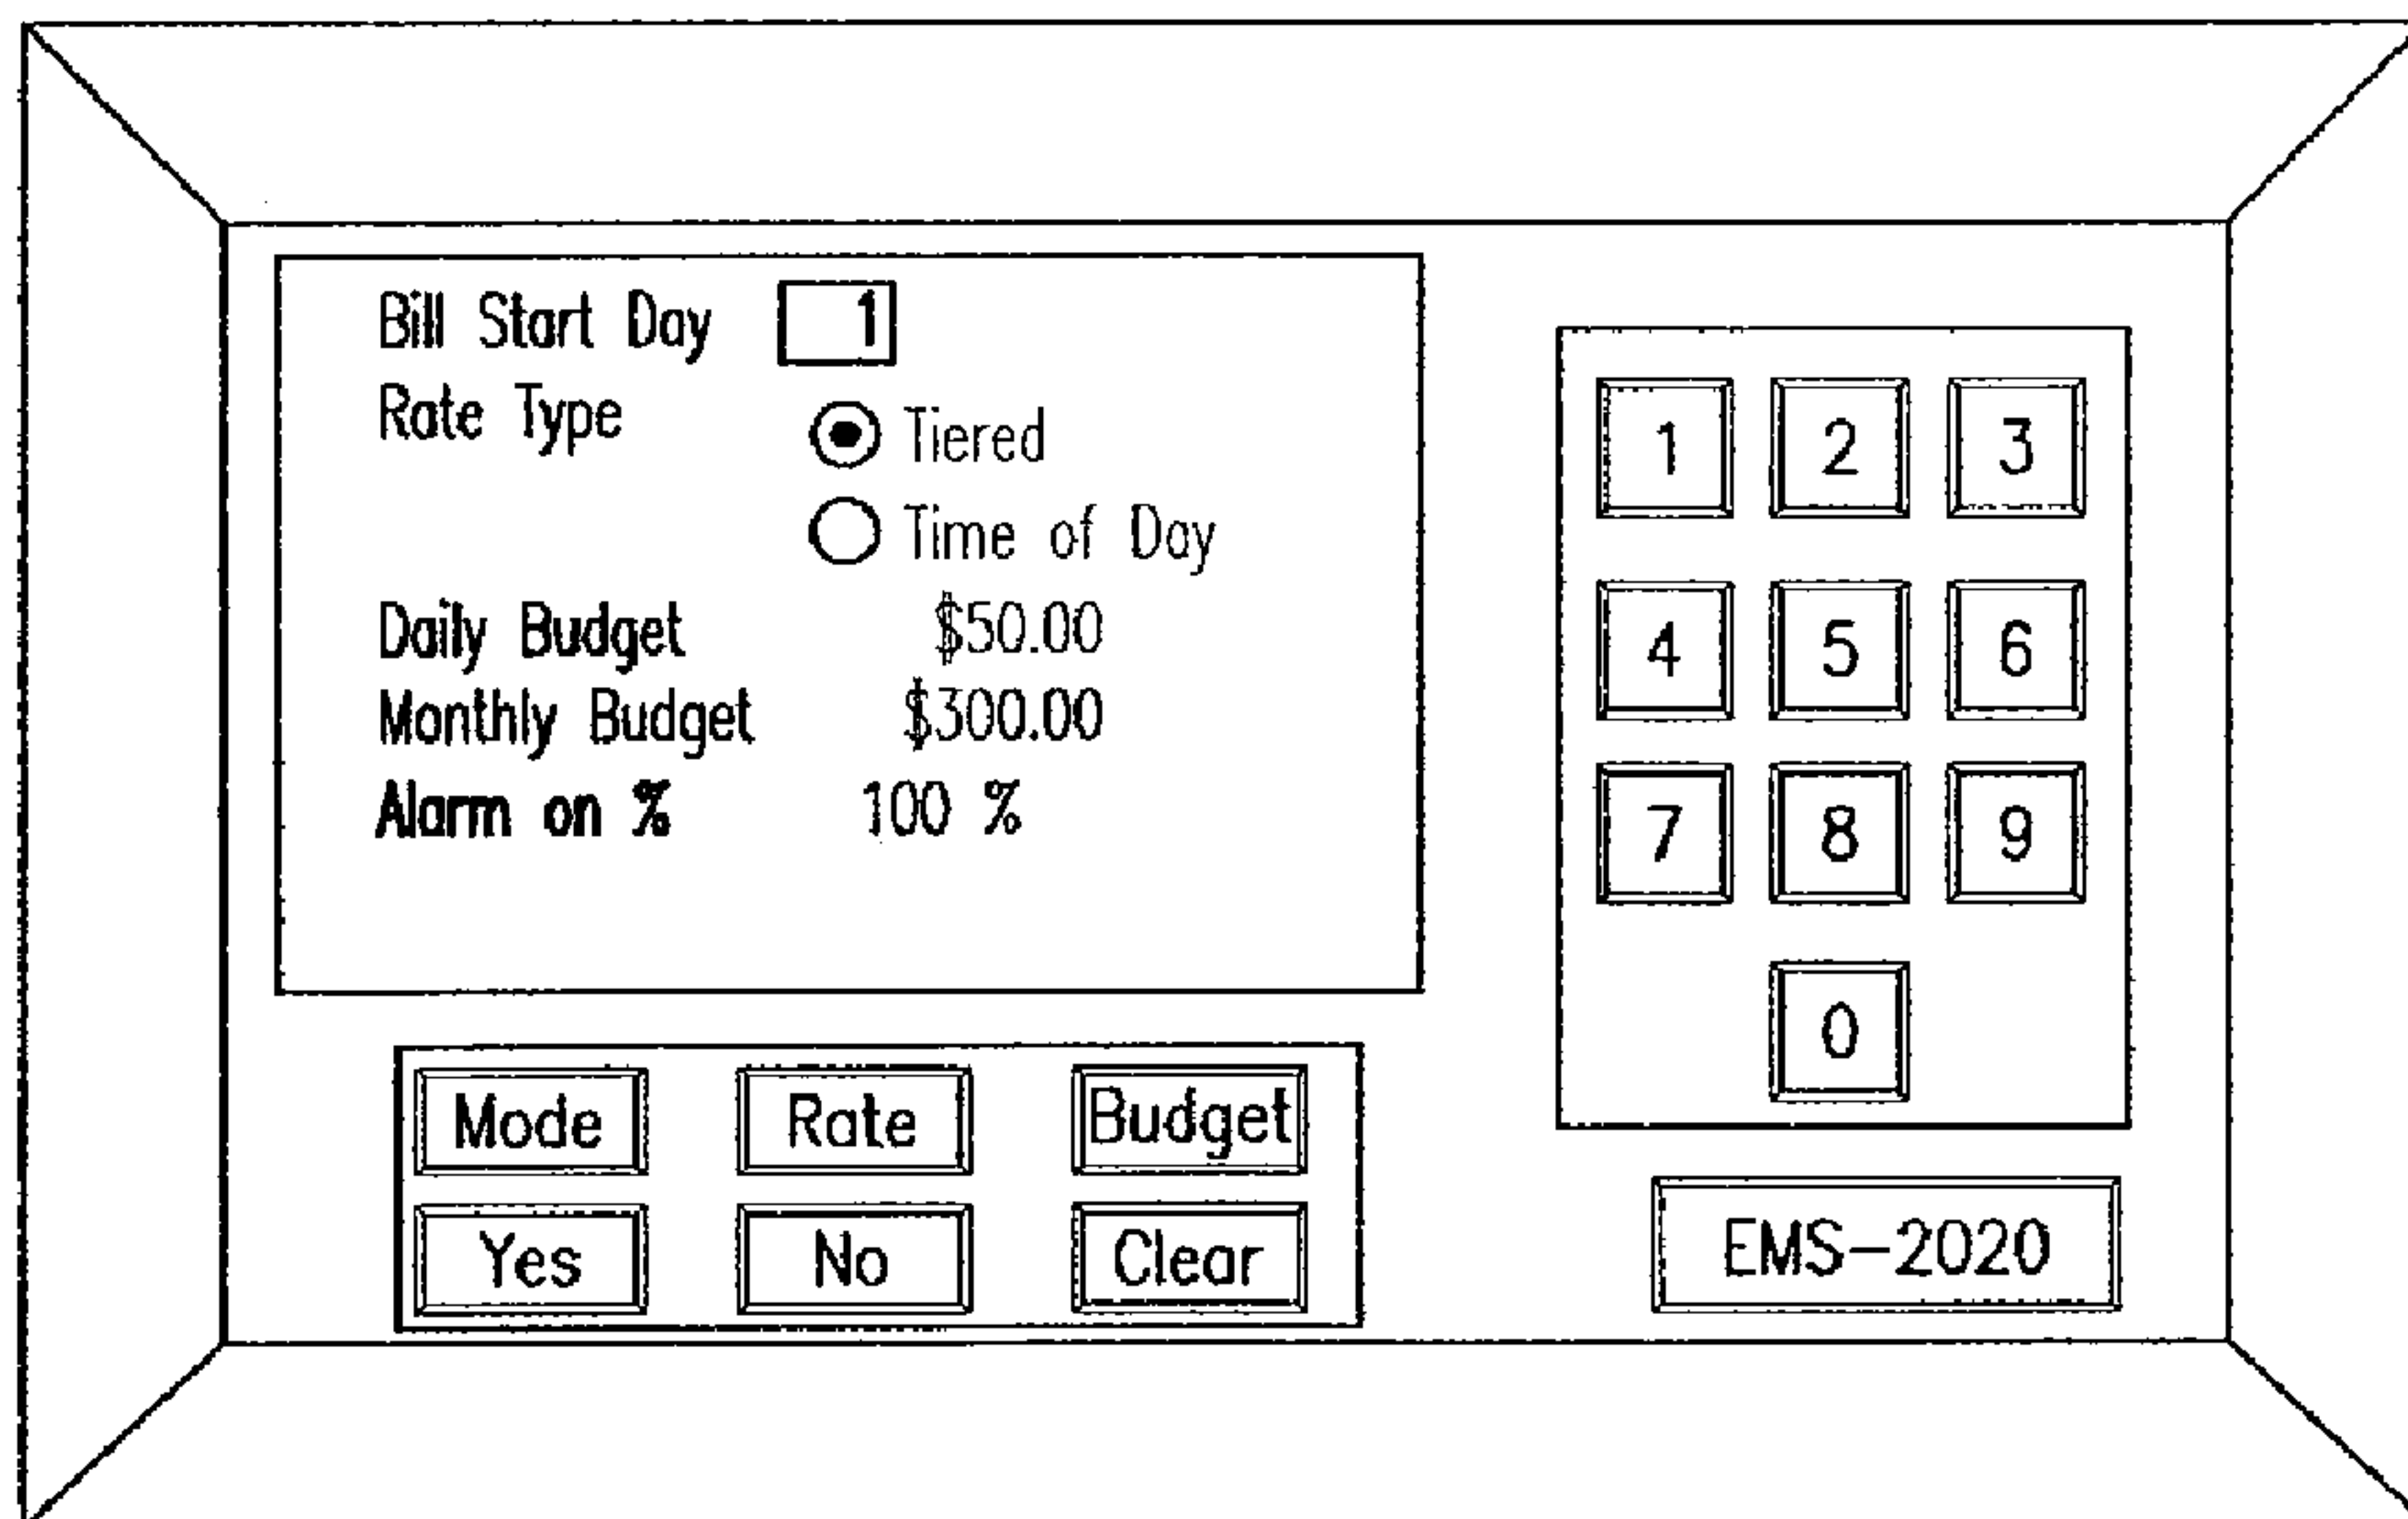 Bill Start Day 1
Rate Type
Tiered
Time of Day
Daily Budget $50.00
Monthly Budget $300.00
Alarm on % 100 %
Mode Rate Budget
Yes No Clear
1 2 3
4 5 6
7 8 9
0
EMS-2020